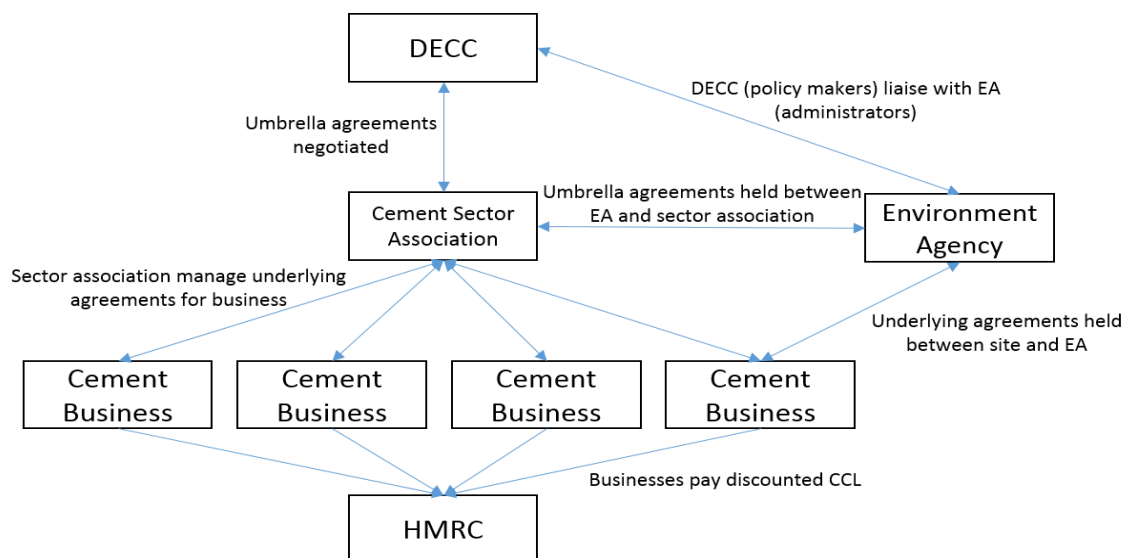 DECC
DECC (policy makers) liaise with EA
(administrators)
Umbrella agreements
negotiated
Umbrella agreements held between
EA and sector association
Cement Sector
Association
Environment
Agency
Sector association manage underlying
agreements for business
Underlying agreements held
between site and EA
Cement
Business
Cement
Business
Cement
Business
Cement
Business
Businesses pay discounted CCL
HMRC